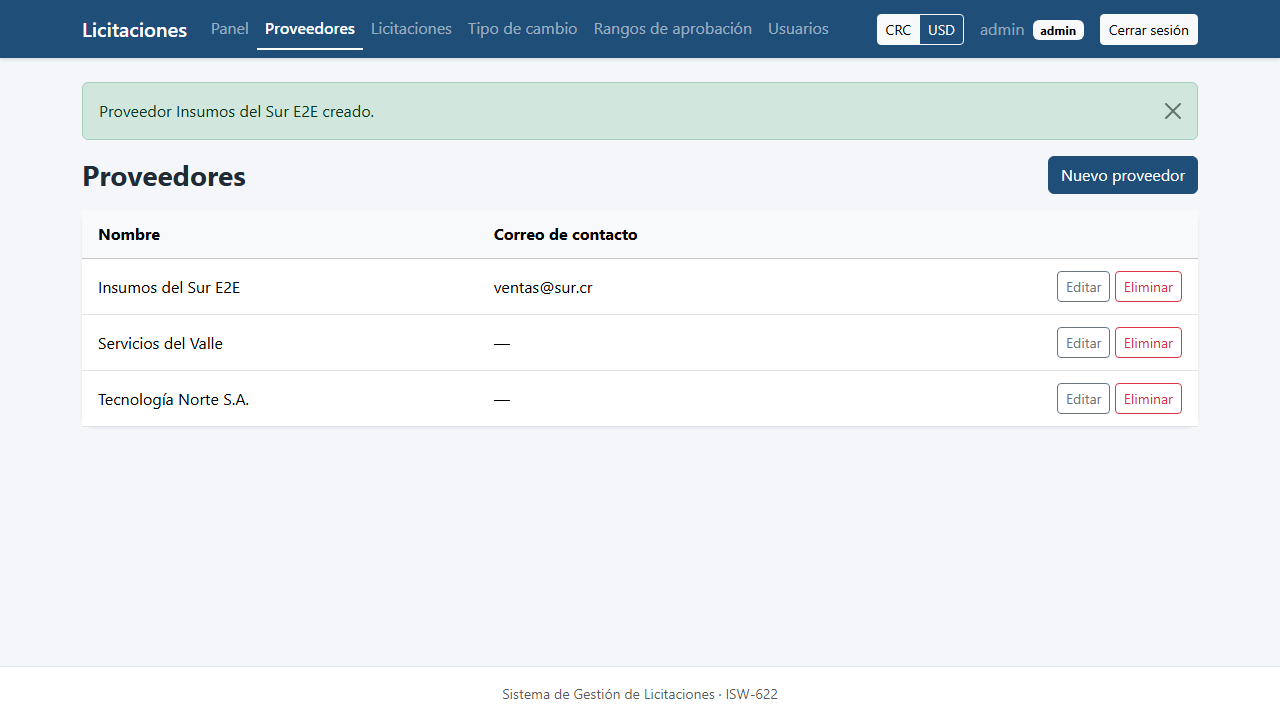 Licitaciones Panel Proveedores Licitaciones Tipo de cambio Rangos de aprobación Usuarios CRC USD admin admin Cerrar sesión
Proveedor Insumos del Sur E2E creado.
Proveedores Nuevo proveedor
Nombre Correo de contacto
Insumos del Sur E2E ventas@sur.cr Editar Eliminar
Servicios del Valle — Editar Eliminar
Tecnología Norte S.A. — Editar Eliminar
Sistema de Gestión de Licitaciones · ISW-622